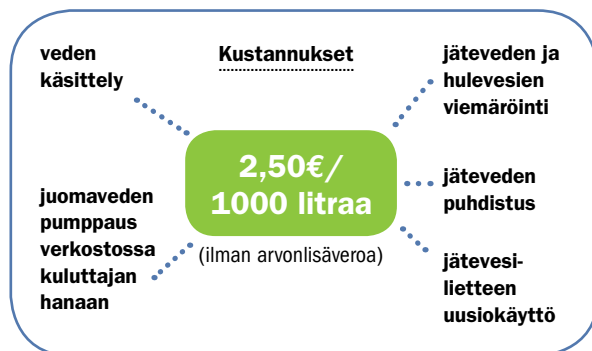 Kustannukset
veden
käsittely
juomaveden
pumppaus
verkostossa
kuluttajan
hanaan
2,50€/
1000 litraa
(ilman arvonlisäveroa)
jäteveden ja
hulevesien
viemäröinti
jäteveden
puhdistus
jätevesi-
lietteen
uusiokäyttö